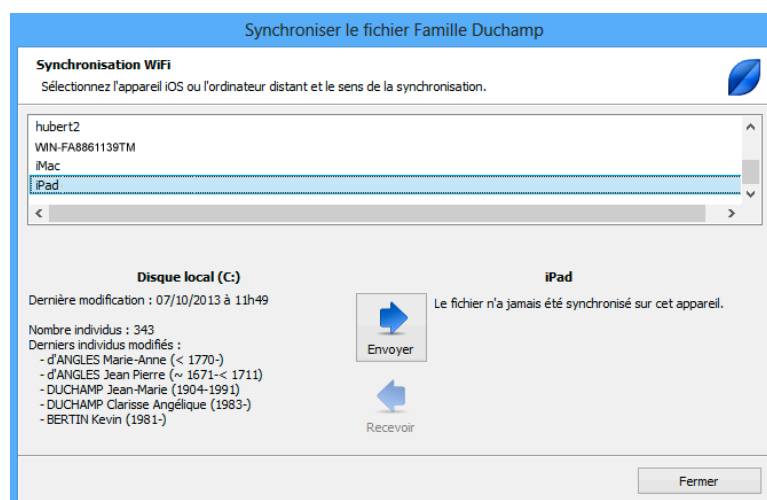 Synchroniser le fichier Famille Duchamp
Synchronisation WiFi
Sélectionnez l'appareil iOS ou l'ordinateur distant et le sens de la synchronisation.
hubert2
WIN-FA8861139TM
iMac
iPad
Disque local (C:)
Dernière modification : 07/10/2013 à 11h49
Nombre individus : 343
Derniers individus modifiés :
- d'ANGLES Marie-Anne (< 1770-)
- d'ANGLES Jean Pierre (~ 1671-< 1711)
- DUCHAMP Jean-Marie (1904-1991)
- DUCHAMP Clarisse Angélique (1983-)
- BERTIN Kevin (1981-)
Envoyer
Recevoir
iPad
Le fichier n'a jamais été synchronisé sur cet appareil.
Fermer